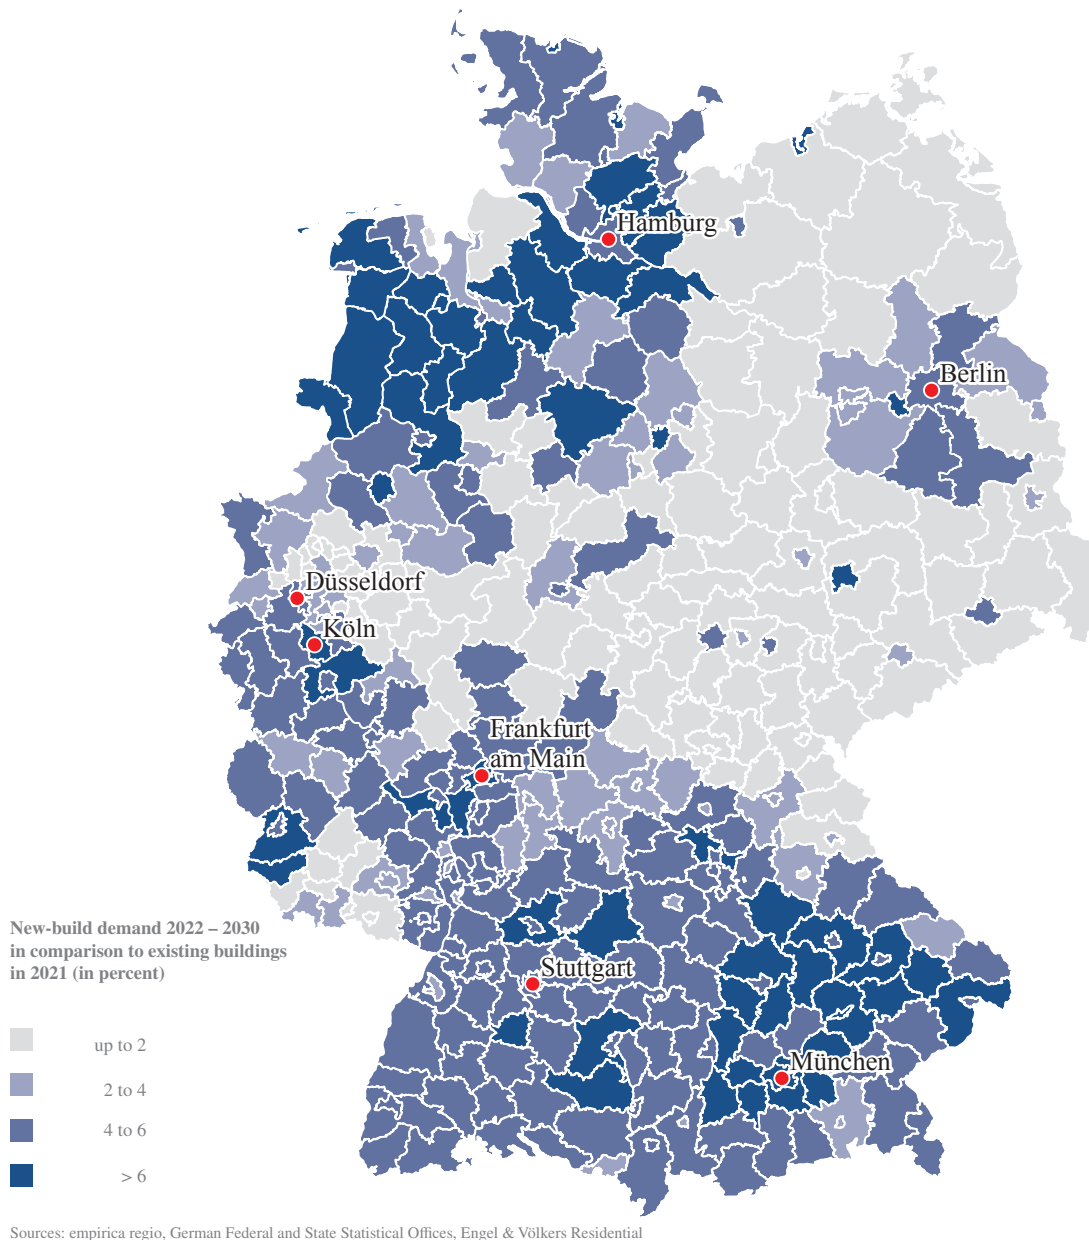 Hamburg
Berlin
Düsseldorf
Köln
Frankfurt
am Main
Stuttgart
München
New-build demand 2022 – 2030
in comparison to existing buildings
in 2021 (in percent)
up to 2
2 to 4
4 to 6
> 6
Sources: empirica regio, German Federal and State Statistical Offices, Engel & Völkers Residential